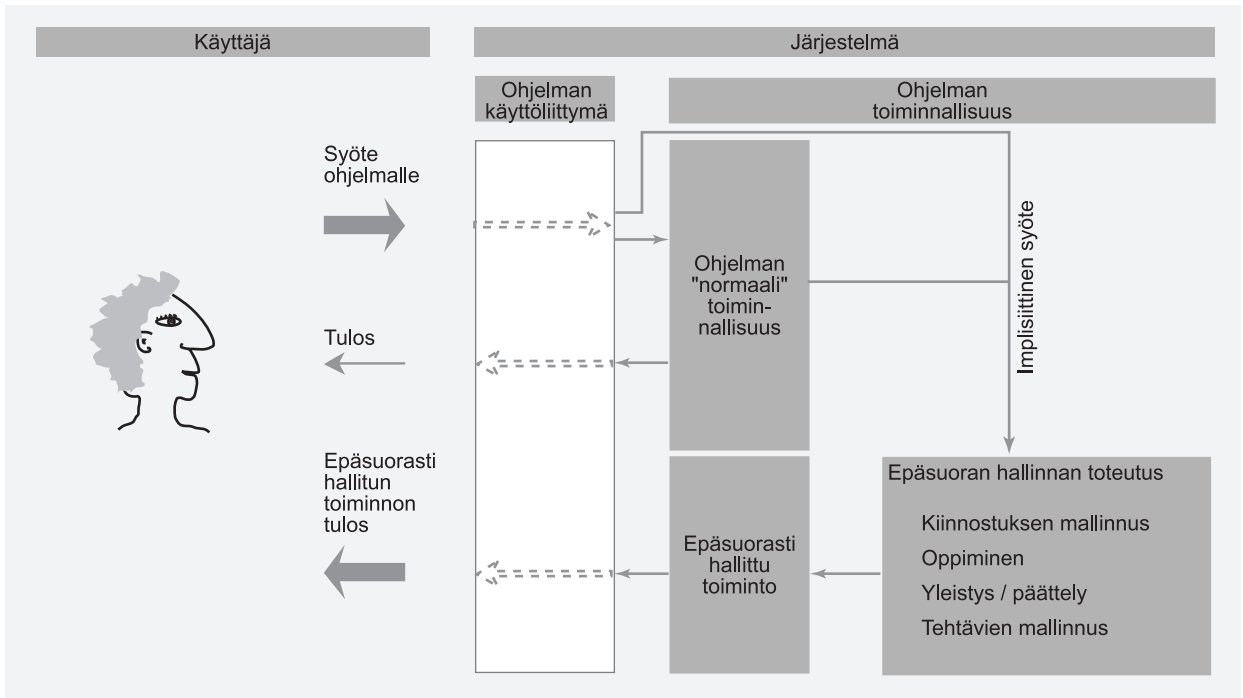 Käyttäjä
Järjestelmä
Ohjelman
käyttöliittymä
Ohjelman
toiminnallisuus
Syöte
ohjelmalle
Ohjelman
"normaali"
toimin-
nallisuus
Implisiittinen syöte
Tulos
Epäsuorasti
hallitun
toiminnon
tulos
Epäsuorasti
hallittu
toiminto
Epäsuoran hallinnan toteutus
Kiinnostuksen mallinnus
Oppiminen
Yleistys / päättely
Tehtävien mallinnus